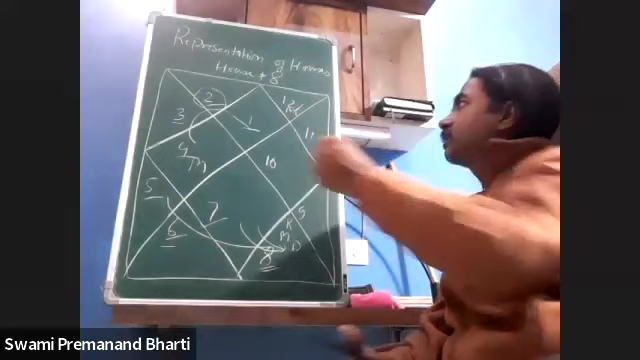 Representation of Houses
House + 8
2
3
1
4
M
11
10
5
7
9
6
8
Swami Premanand Bharti